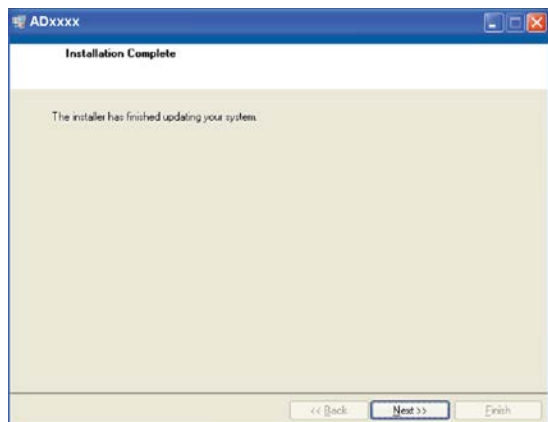 ADxxxx
Installation Complete
The installer has finished updating your system.
<< Back
Next >>
Finish